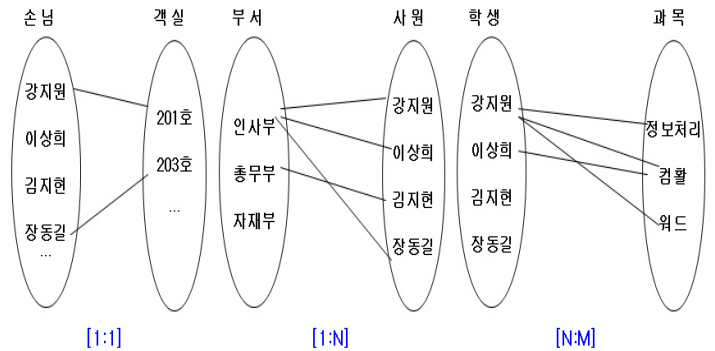 손님
객실
강지원
이상희
김지현
장동길
...
201호
203호
...
[1:1]
부서
사원
인사부
총무부
자재부
강지원
이상희
김지현
장동길
[1:N]
학생
과목
강지원
이상희
김지현
장동길
정보처리
컴활
워드
[N:M]